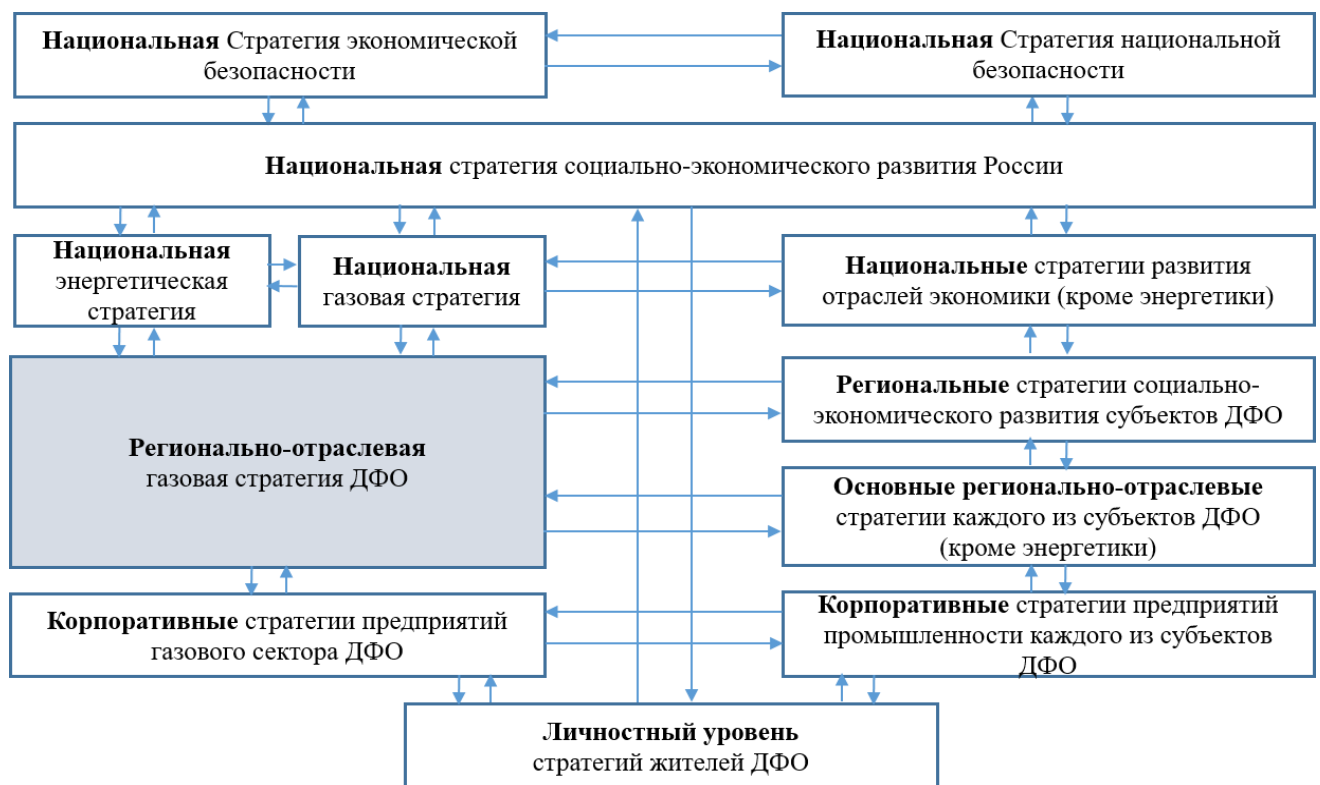 Национальная Стратегия экономической
безопасности
Национальная Стратегия национальной
безопасности
Национальная стратегия социально-экономического развития России
Национальная
энергетическая
стратегия
Национальная
газовая стратегия
Национальные стратегии развития
отраслей экономики (кроме энергетики)
Регионально-отраслевая
газовая стратегия ДФО
Региональные стратегии социально-
экономического развития субъектов ДФО
Основные регионально-отраслевые
стратегии каждого из субъектов ДФО
(кроме энергетики)
Корпоративные стратегии предприятий
газового сектора ДФО
Корпоративные стратегии предприятий
промышленности каждого из субъектов
ДФО
Личностный уровень
стратегий жителей ДФО